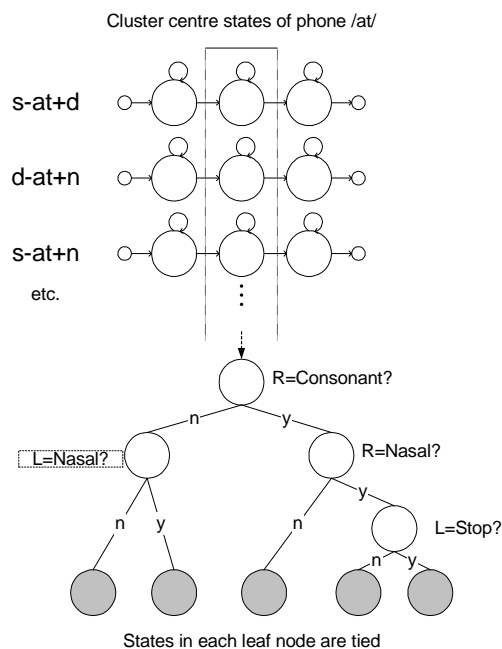 Cluster centre states of phone /at/
s-at+d
d-at+n
s-at+n
etc.
R=Consonant?
n
y
L=Nasal?
R=Nasal?
n
y
n
y
L=Stop?
n
y
States in each leaf node are tied